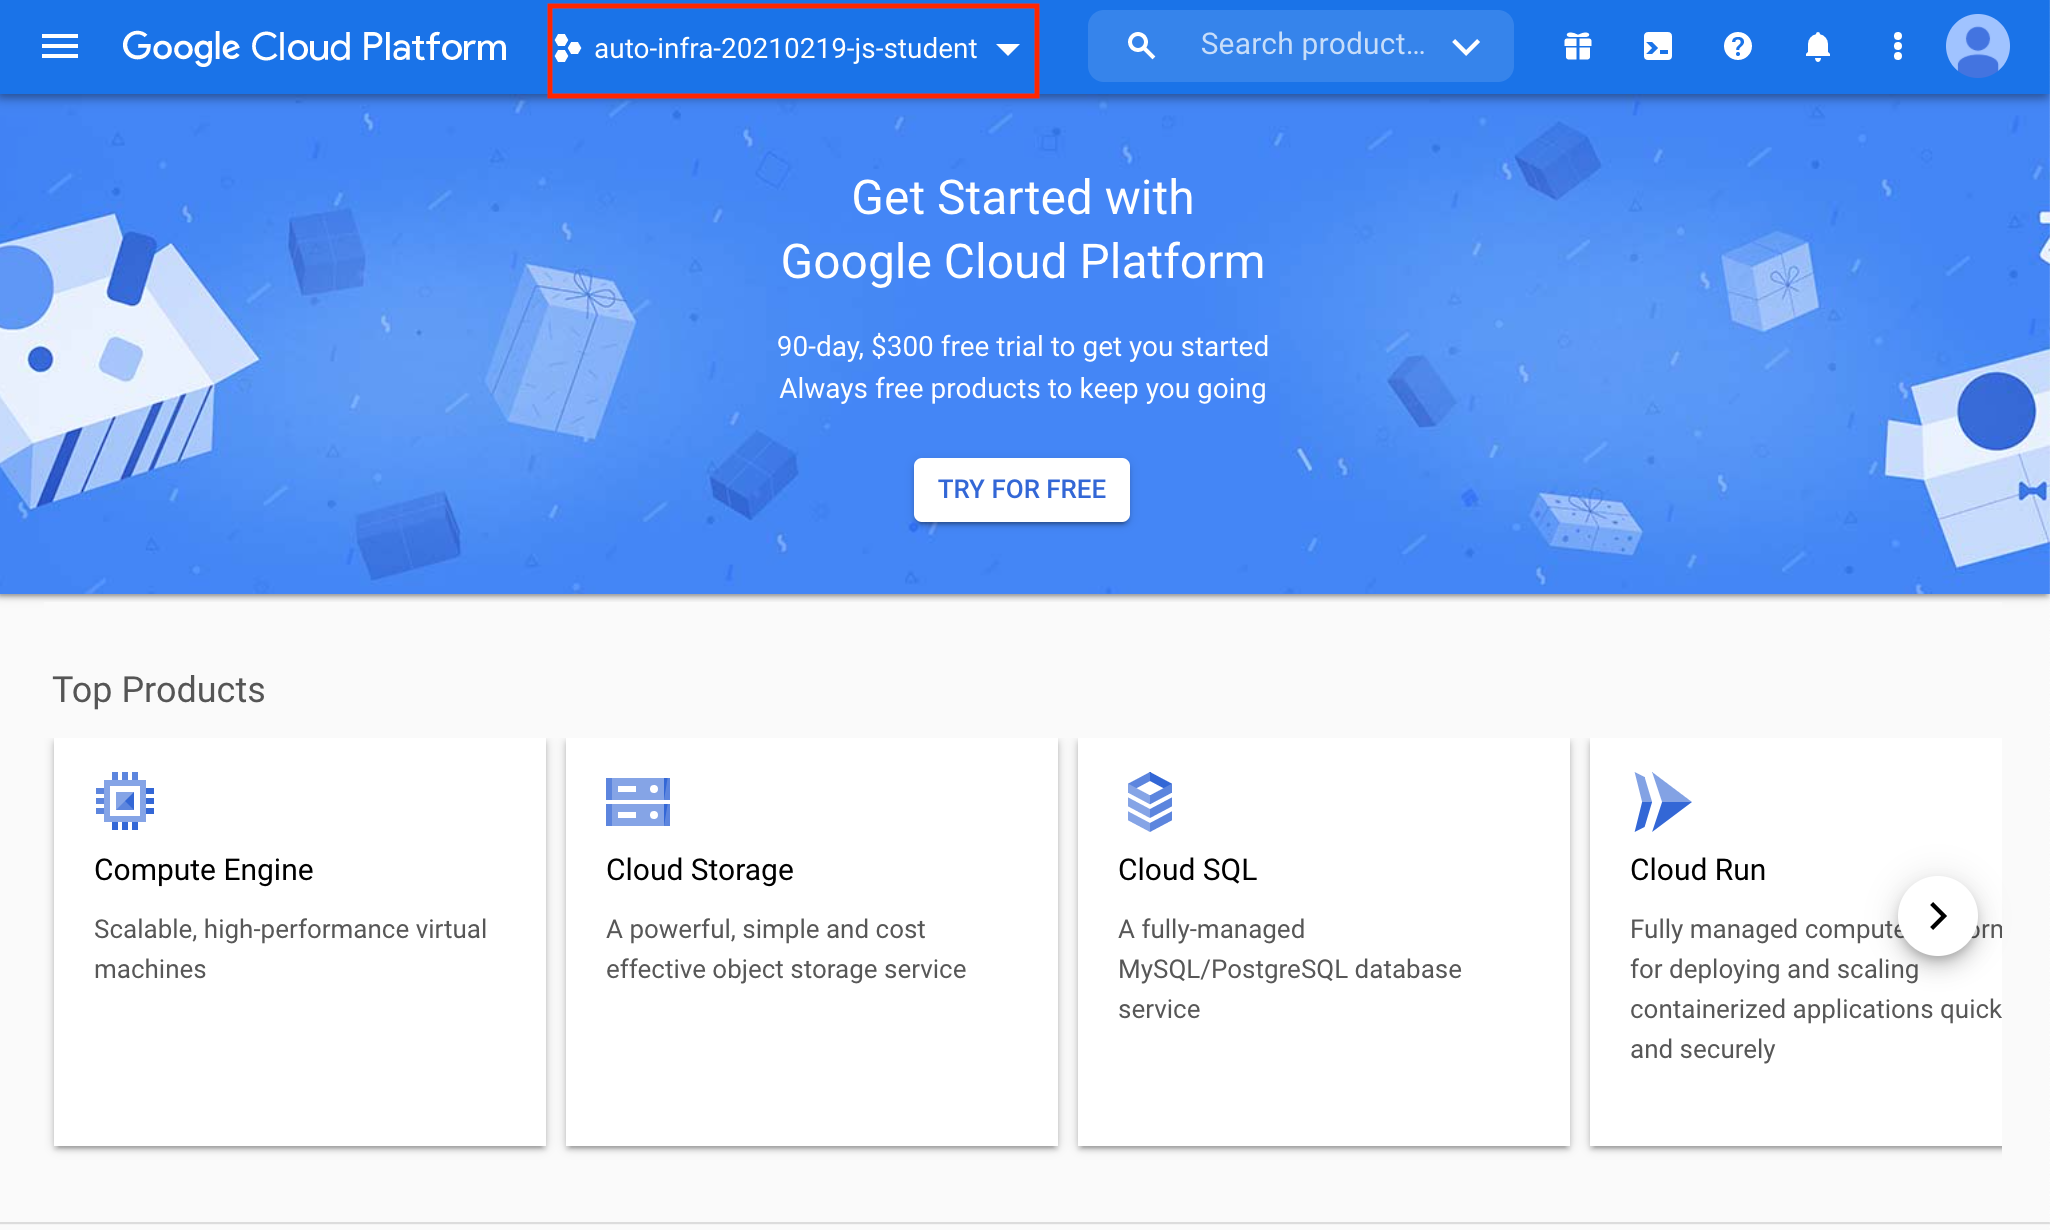 Google Cloud Platform
auto-infra-20210219-js-student
Search product...
Get Started with
Google Cloud Platform
90-day, $300 free trial to get you started
Always free products to keep you going
TRY FOR FREE
Top Products
Compute Engine
Scalable, high-performance virtual
machines
Cloud Storage
A powerful, simple and cost
effective object storage service
Cloud SQL
A fully-managed
MySQL/PostgreSQL database
service
Cloud Run
Fully managed compute
for deploying and scaling
containerized applications quick
and securely